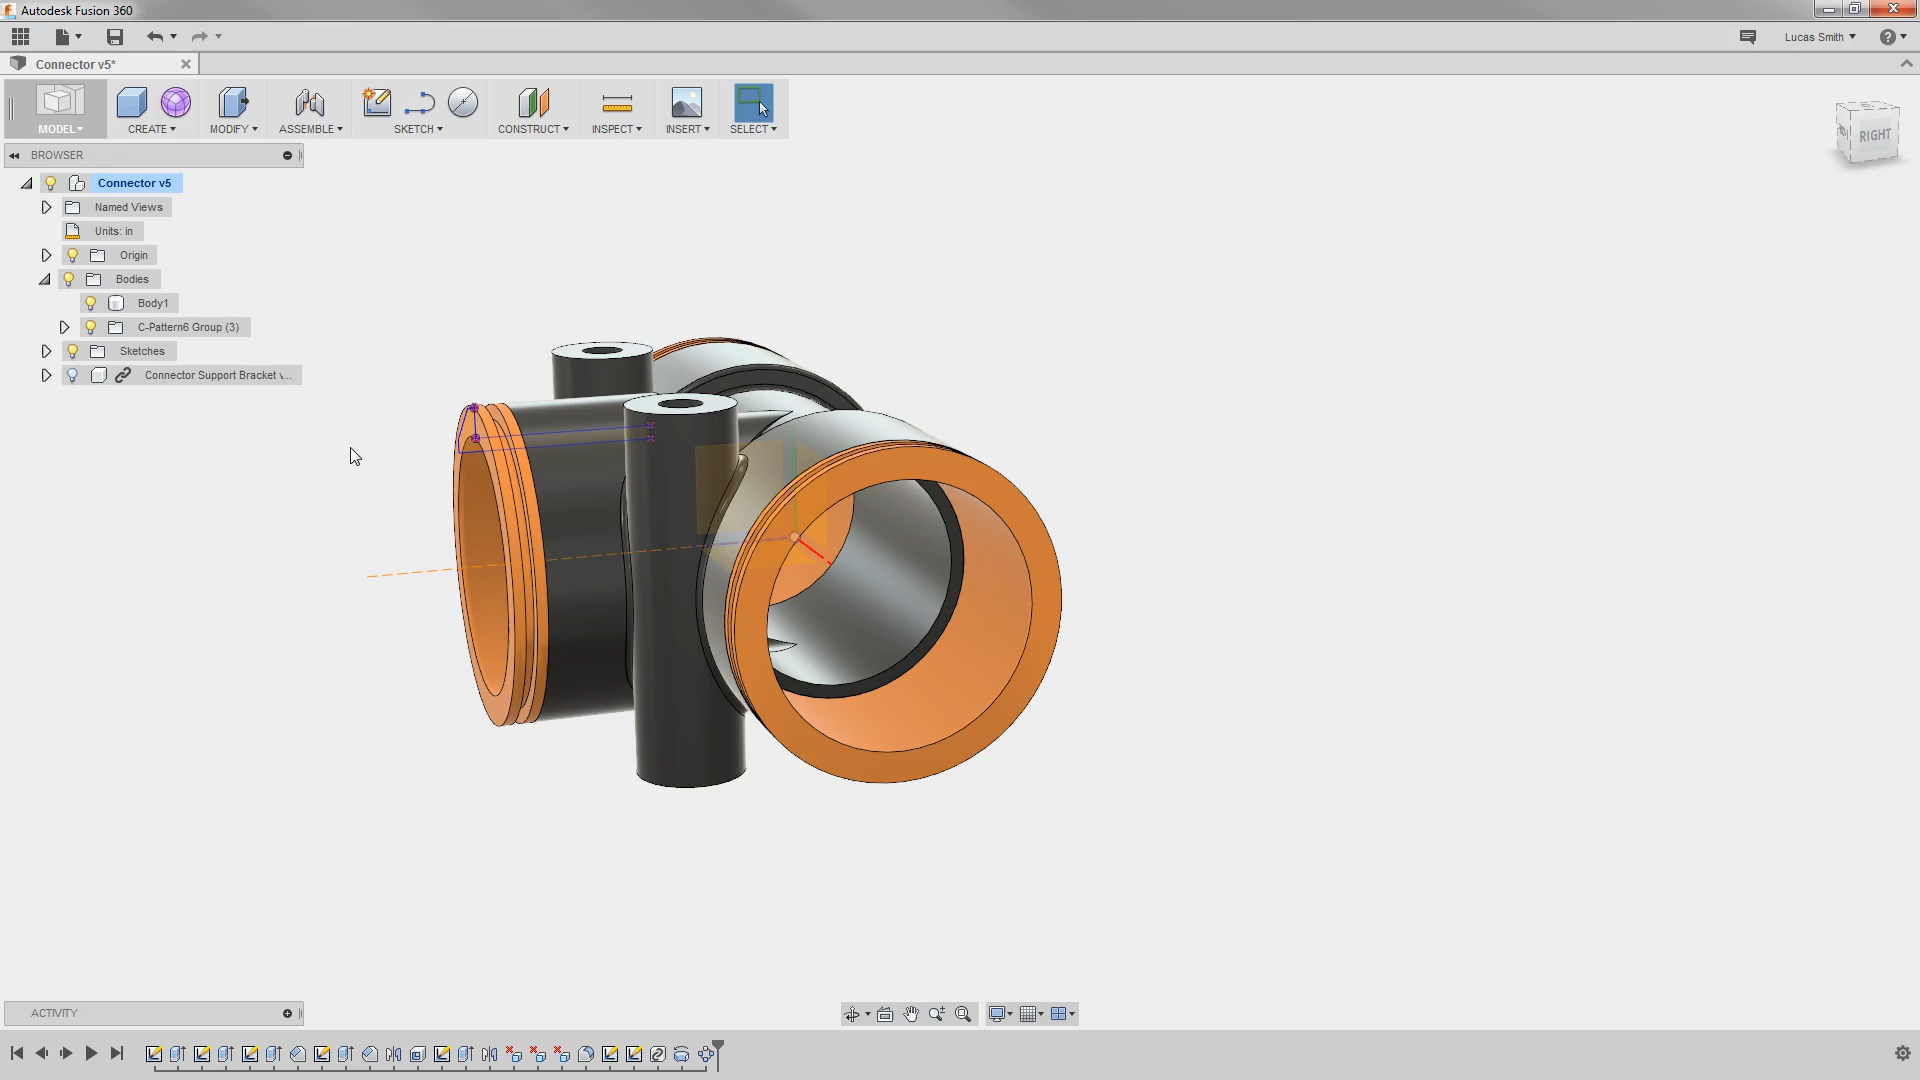 Autodesk Fusion 360
Lucas Smith
Connector v5*
MODEL
CREATE
MODIFY
ASSEMBLE
SKETCH
CONSTRUCT
INSPECT
INSERT
SELECT
RIGHT
BROWSER
Connector v5
Named Views
Units: in
Origin
Bodies
Body1
C-Pattern6 Group (3)
Sketches
Connector Support Bracket v...
ACTIVITY